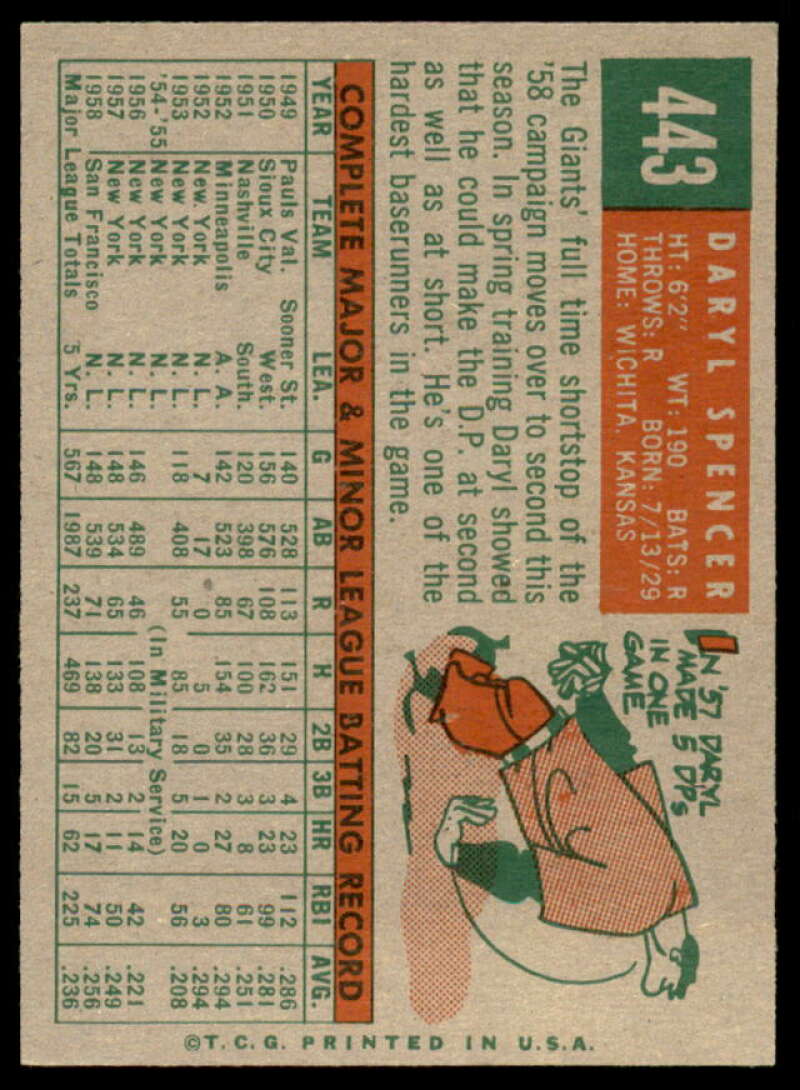 443
DARYL SPENCER
HT: 6'2" WT: 190 BATS: R
THROWS: R BORN: 7/13/29
HOME: WICHITA, KANSAS
The Giants' full time shortstop of the
'58 campaign moves over to second this
season. In spring training Daryl showed
that he could make the D.P. at second
as well as at short. He's one of the
hardest baserunners in the game.
IN '57 DARYL
MADE 5 DPs
IN ONE
GAME
COMPLETE MAJOR & MINOR LEAGUE BATTING RECORD
YEAR TEAM LEA. G AB R H 2B 3B HR RBI AVG.
1949 Pauls Val. Sooner St. 140 528 113 151 29 4 23 112 .286
1950 Sioux City West. 156 576 108 162 36 3 23 99 .281
1951 Nashville South. 120 398 67 100 28 3 8 61 .251
1952 Minneapolis A. A. 142 523 85 .154 35 2 27 80 .294
1952 New York N. L. 7 17 0 5 0 1 0 3 .294
1953 New York N. L. 118 408 55 85 18 5 20 56 .208
'54-'55 New York N. L. (In Military Service)
1956 New York N. L. 146 489 46 108 13 2 14 42 .221
1957 New York N. L. 148 534 65 133 31 2 11 50 .249
1958 San Francisco N. L. 148 539 71 138 20 5 17 74 .256
Major League Totals 5 Yrs. 567 1987 237 469 82 15 62 225 .236
©T.C.G. PRINTED IN U.S.A.